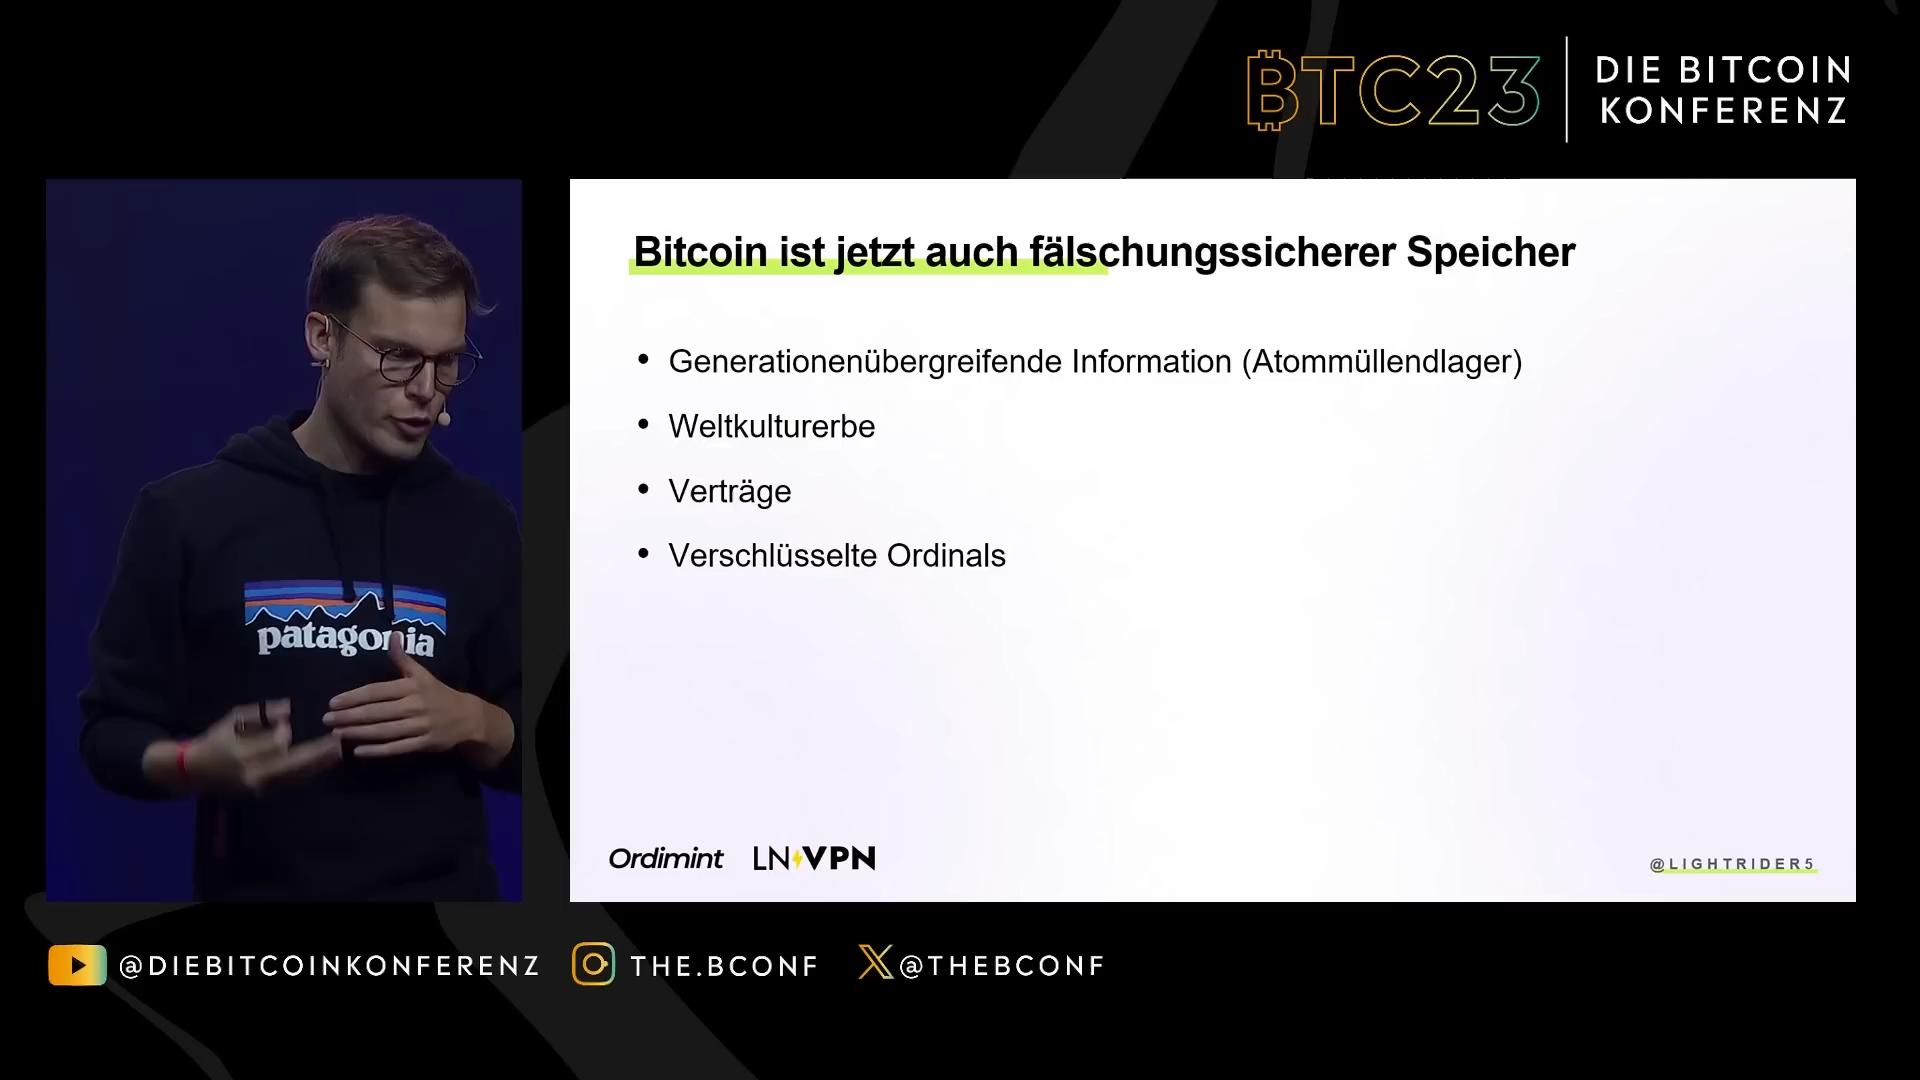 BTC23
DIE BITCOIN
KONFERENZ
Bitcoin ist jetzt auch fälschungssicherer Speicher
• Generationenübergreifende Information (Atommüllendlager)
• Weltkulturerbe
• Verträge
• Verschlüsselte Ordinals
patagonia
Ordimint LN VPN
@LIGHTRIDER5
@DIEBITCOINKONFERENZ THE.BCONF @THEBCONF